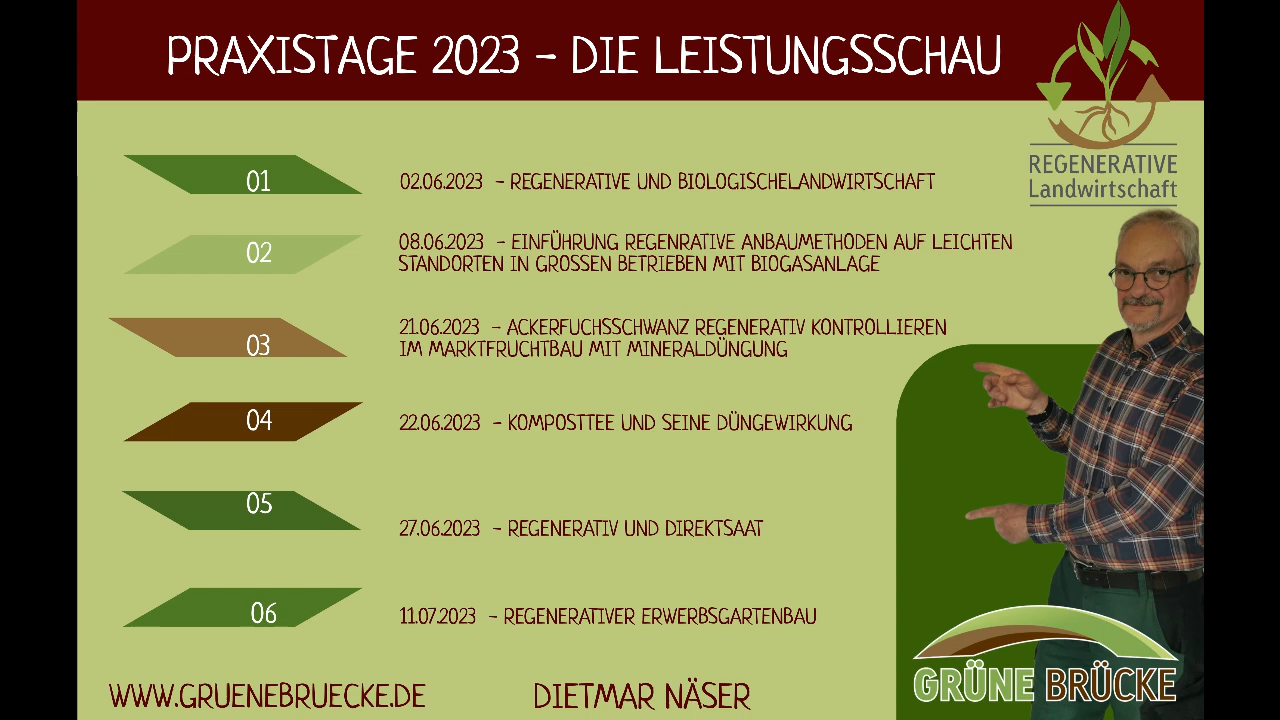 PRAXISTAGE 2023 - DIE LEISTUNGSSCHAU
REGENERATIVE
Landwirtschaft
01
02.06.2023 - REGENERATIVE UND BIOLOGISCHELANDWIRTSCHAFT
02
08.06.2023 - EINFÜHRUNG REGENRATIVE ANBAUMETHODEN AUF LEICHTEN
STANDORTEN IN GROSSEN BETRIEBEN MIT BIOGASANLAGE
03
21.06.2023 - ACKERFUCHSSCHWANZ REGENERATIV KONTROLLIEREN
IM MARKTFRUCHTBAU MIT MINERALDÜNGUNG
04
22.06.2023 - KOMPOSTTEE UND SEINE DÜNGEWIRKUNG
05
27.06.2023 - REGENERATIV UND DIREKTSAAT
06
11.07.2023 - REGENERATIVER ERWERBSGARTENBAU
WWW.GRUENEBRUECKE.DE
DIETMAR NÄSER
GRÜNE BRÜCKE